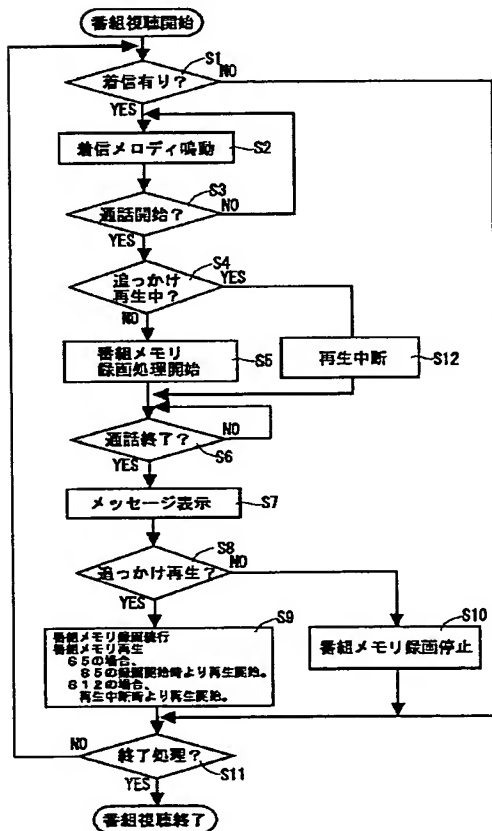 番組視聴開始
S1
着信有り？
NO
YES
着信メロディ鳴動
S2
S3
通話開始？
NO
YES
S4
追っかけ
再生中？
YES
NO
番組メモリ
録画処理開始
S5
再生中断
S12
通話終了？
NO
S6
YES
メッセージ表示
S7
S8
追っかけ再生？
NO
YES
S9
番組メモリ録画続行
番組メモリ再生
S5の場合、
S5の録画開始時より再生開始。
S12の場合、
再生中断時より再生開始。
S10
番組メモリ録画停止
NO
終了処理？
S11
YES
番組視聴終了